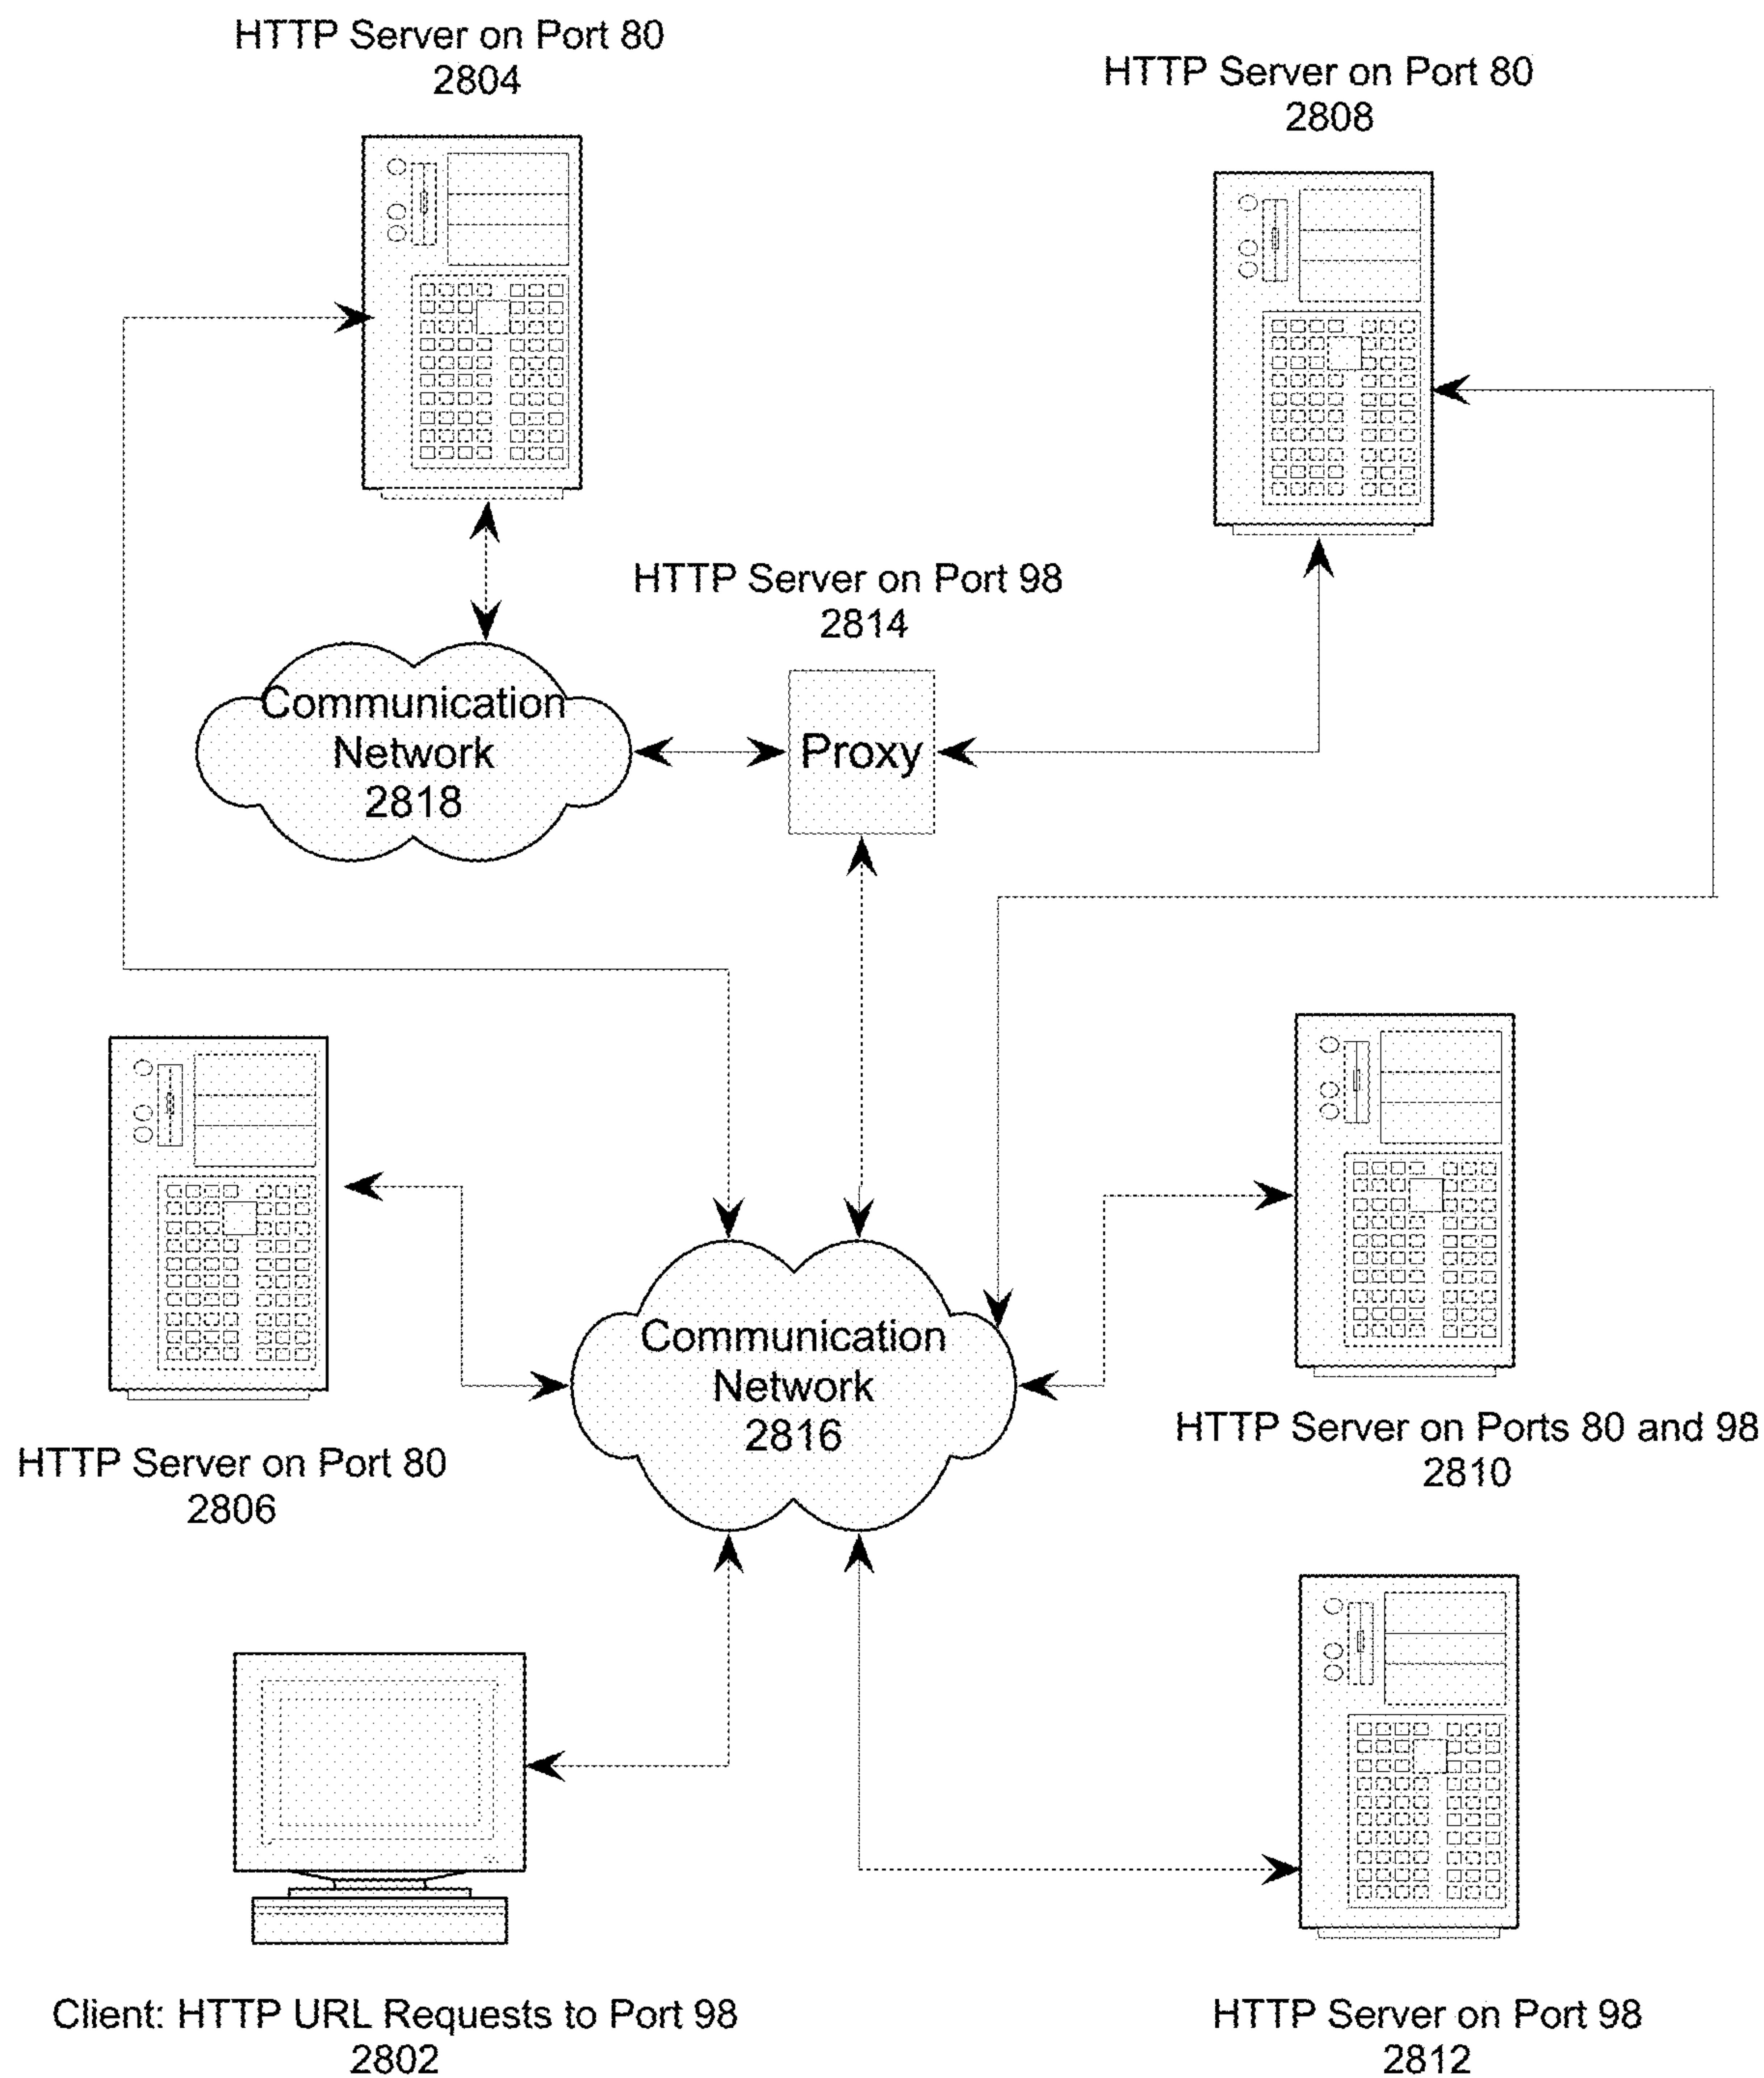 HTTP Server on Port 80
2804
HTTP Server on Port 80
2808
HTTP Server on Port 98
2814
Communication
Network
2818
Proxy
Communication
Network
2816
HTTP Server on Ports 80 and 98
2810
HTTP Server on Port 80
2806
Client: HTTP URL Requests to Port 98
2802
HTTP Server on Port 98
2812